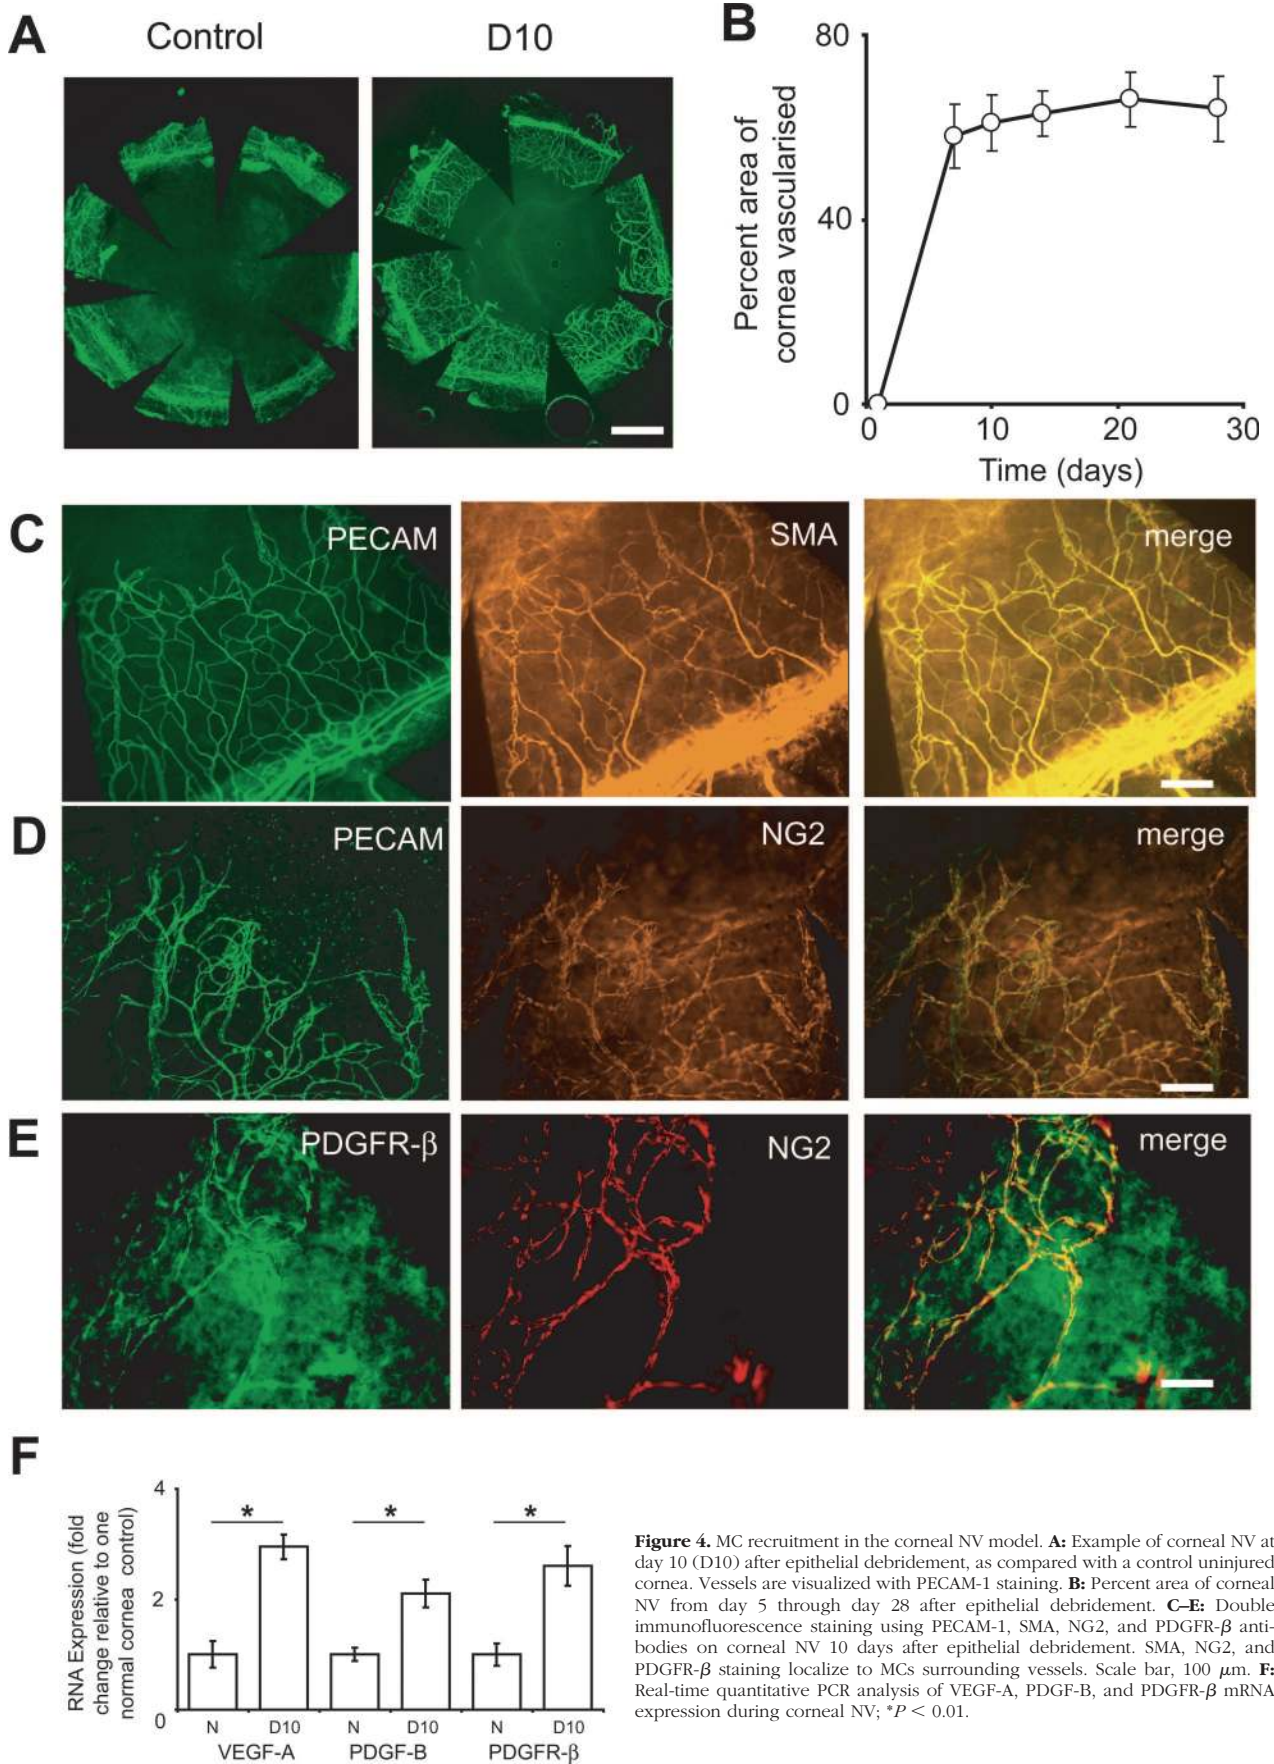 A
Control
D10
B
80
40
0
0
10
20
30
Percent area of
cornea vascularised
Time (days)
C
PECAM
SMA
merge
D
PECAM
NG2
merge
E
PDGFR-β
NG2
merge
F
RNA Expression (fold
change relative to one
normal cornea control)
4
2
0
*
*
*
N
D10
N
D10
N
D10
VEGF-A
PDGF-B
PDGFR-β
Figure 4. MC recruitment in the corneal NV model. A: Example of corneal NV at
day 10 (D10) after epithelial debridement, as compared with a control uninjured
cornea. Vessels are visualized with PECAM-1 staining. B: Percent area of corneal
NV from day 5 through day 28 after epithelial debridement. C–E: Double
immunofluorescence staining using PECAM-1, SMA, NG2, and PDGFR-β anti-
bodies on corneal NV 10 days after epithelial debridement. SMA, NG2, and
PDGFR-β staining localize to MCs surrounding vessels. Scale bar, 100 μm. F:
Real-time quantitative PCR analysis of VEGF-A, PDGF-B, and PDGFR-β mRNA
expression during corneal NV; *P < 0.01.